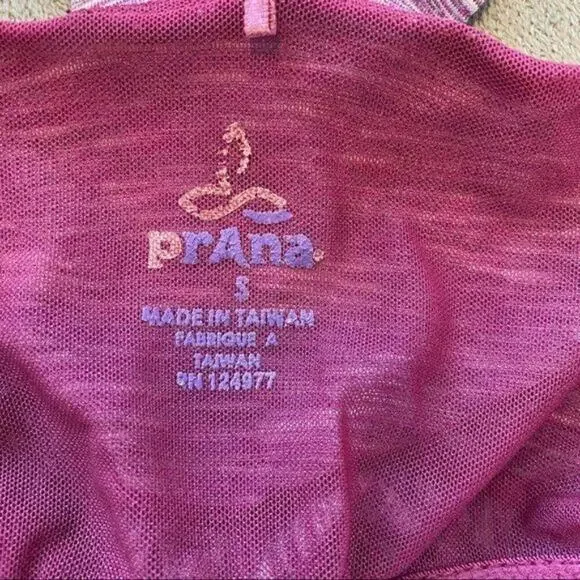 prAna
S
MADE IN TAIWAN
FABRIQUE A
TAIWAN
RN 124977